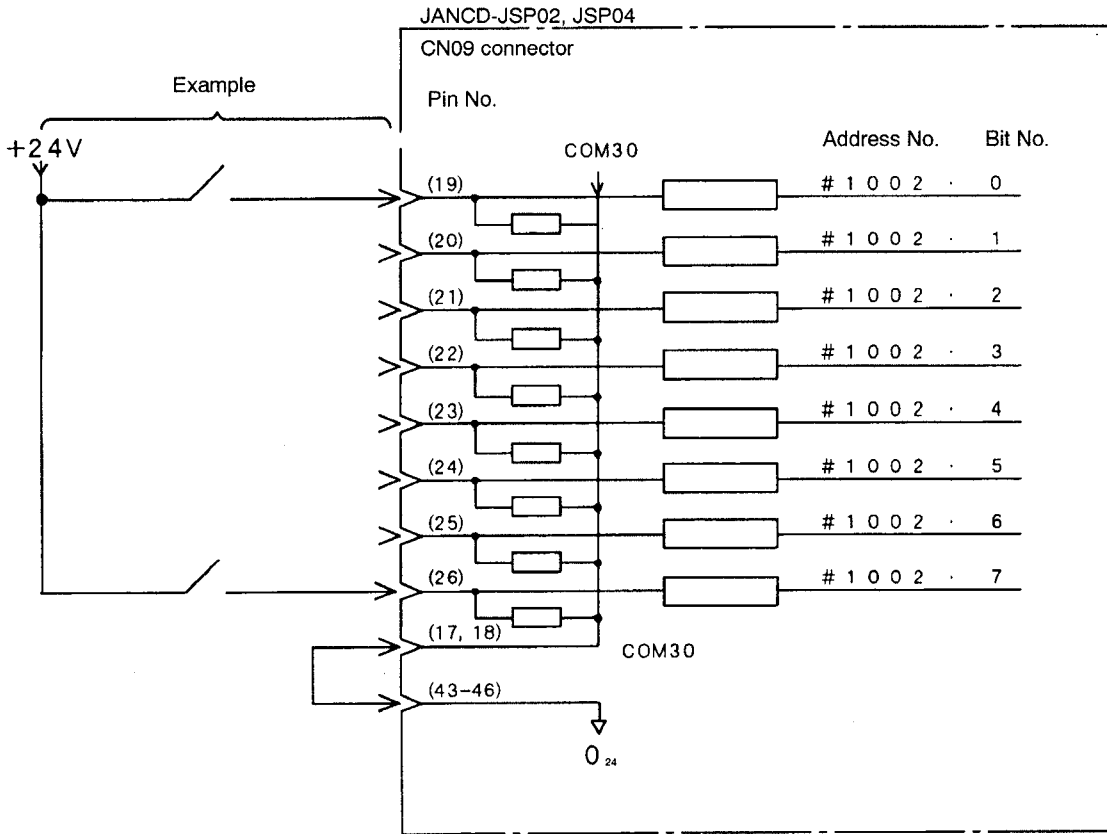 JANCD-JSP02, JSP04
CN09 connector
Example
Pin No.
+24V
COM30
Address No. Bit No.
(19) #1002 · 0
(20) #1002 · 1
(21) #1002 · 2
(22) #1002 · 3
(23) #1002 · 4
(24) #1002 · 5
(25) #1002 · 6
(26) #1002 · 7
(17, 18)
COM30
(43–46)
0₂₄